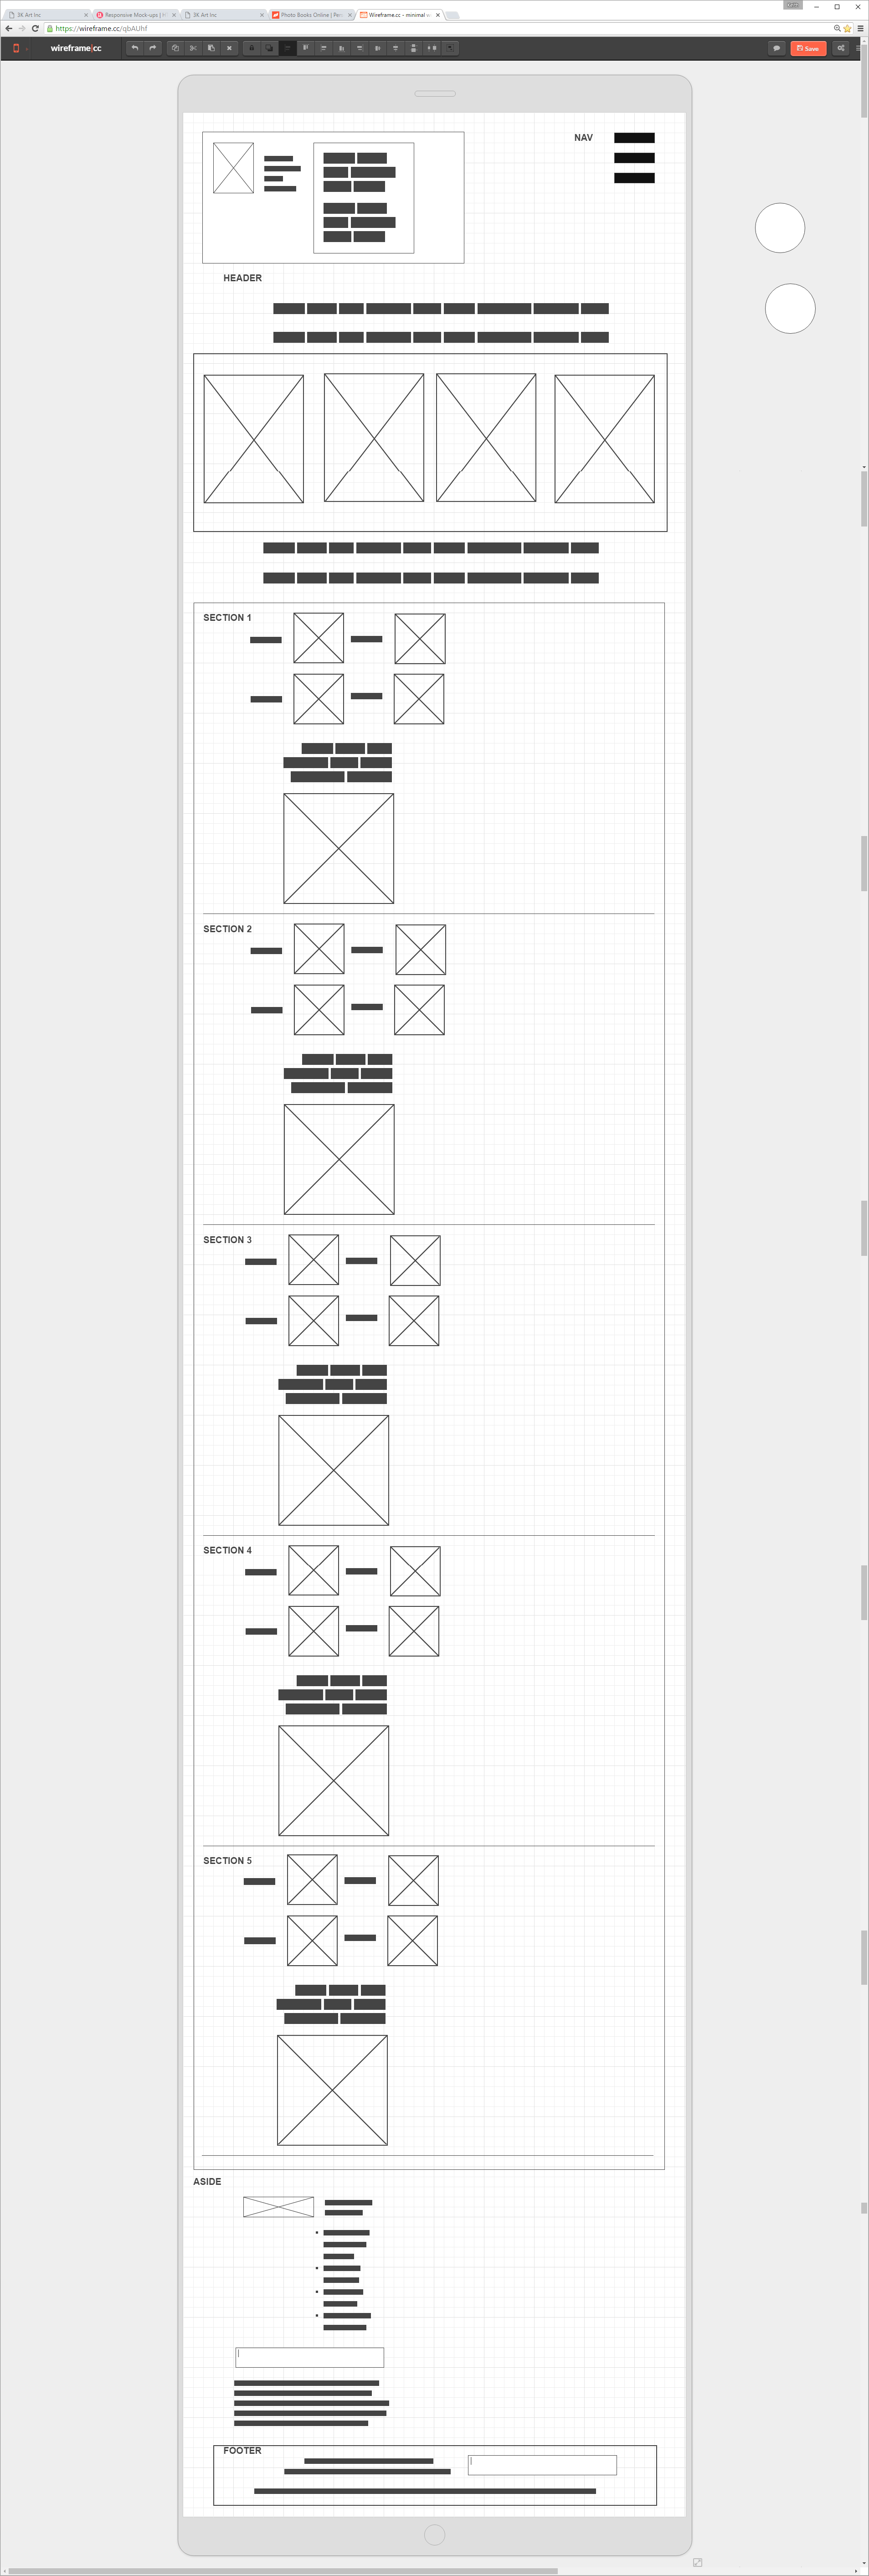 3K Art Inc
Responsive Mock-ups | H
3K Art Inc
Photo Books Online | Per
Wireframe.cc - minimal w
https://wireframe.cc/qbAUhf
wireframe|cc
Save
NAV
HEADER
SECTION 1
SECTION 2
SECTION 3
SECTION 4
SECTION 5
ASIDE
FOOTER